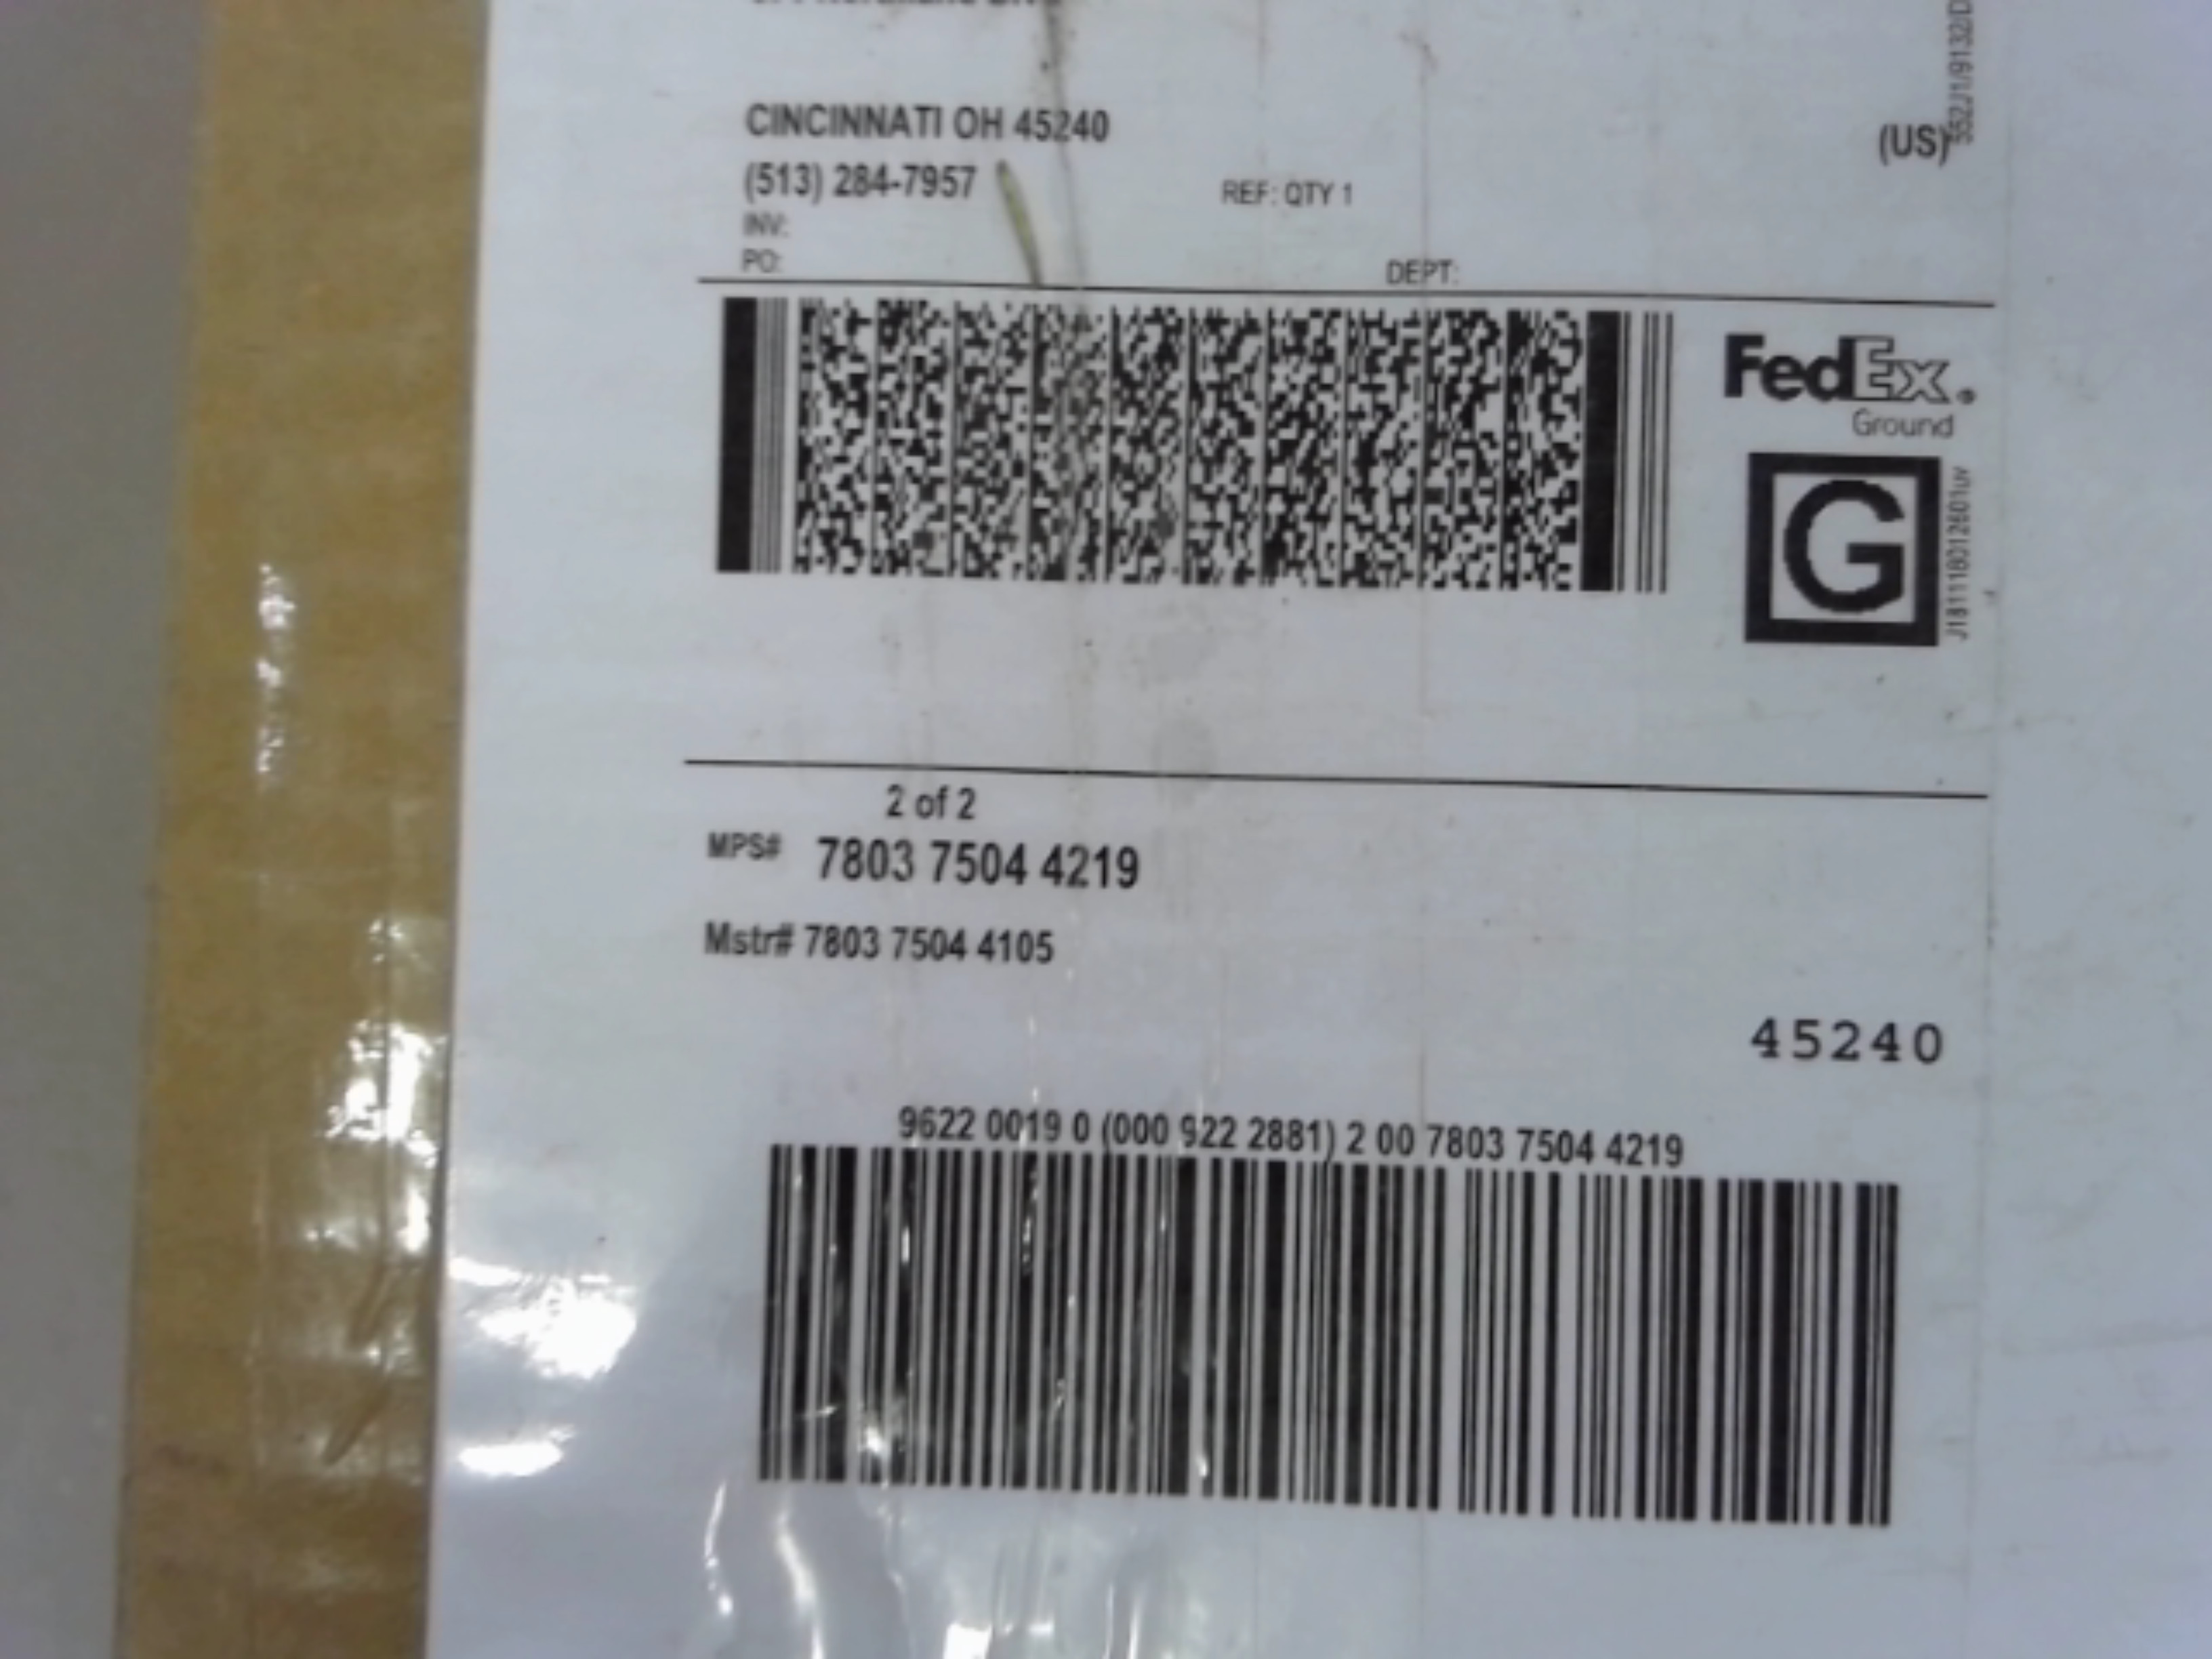 CINCINNATI OH 45240
(US)
(513) 284-7957
REF: QTY 1
INV:
PO:
DEPT:
FedEx®
Ground
G
J181118012601uv
2 of 2
MPS# 7803 7504 4219
Mstr# 7803 7504 4105
45240
9622 0019 0 (000 922 2881) 2 00 7803 7504 4219